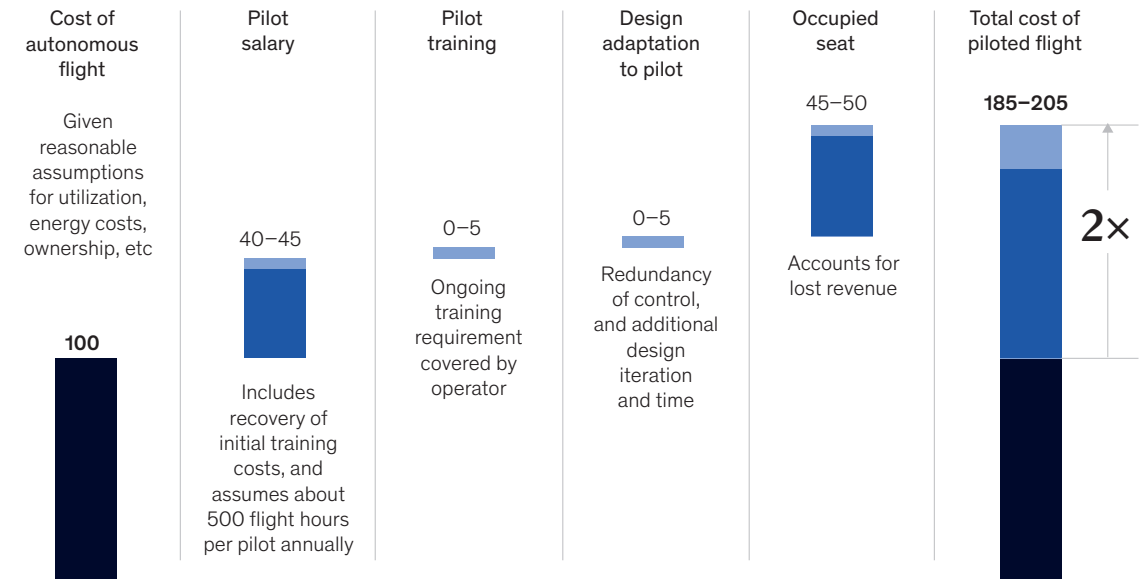 Cost of
autonomous
flight
Given
reasonable
assumptions
for utilization,
energy costs,
ownership, etc
100
Pilot
salary
40–45
Includes
recovery of
initial training
costs, and
assumes about
500 flight hours
per pilot annually
Pilot
training
0–5
Ongoing
training
requirement
covered by
operator
Design
adaptation
to pilot
0–5
Redundancy
of control,
and additional
design
iteration
and time
Occupied
seat
45–50
Accounts for
lost revenue
Total cost of
piloted flight
185–205
2×